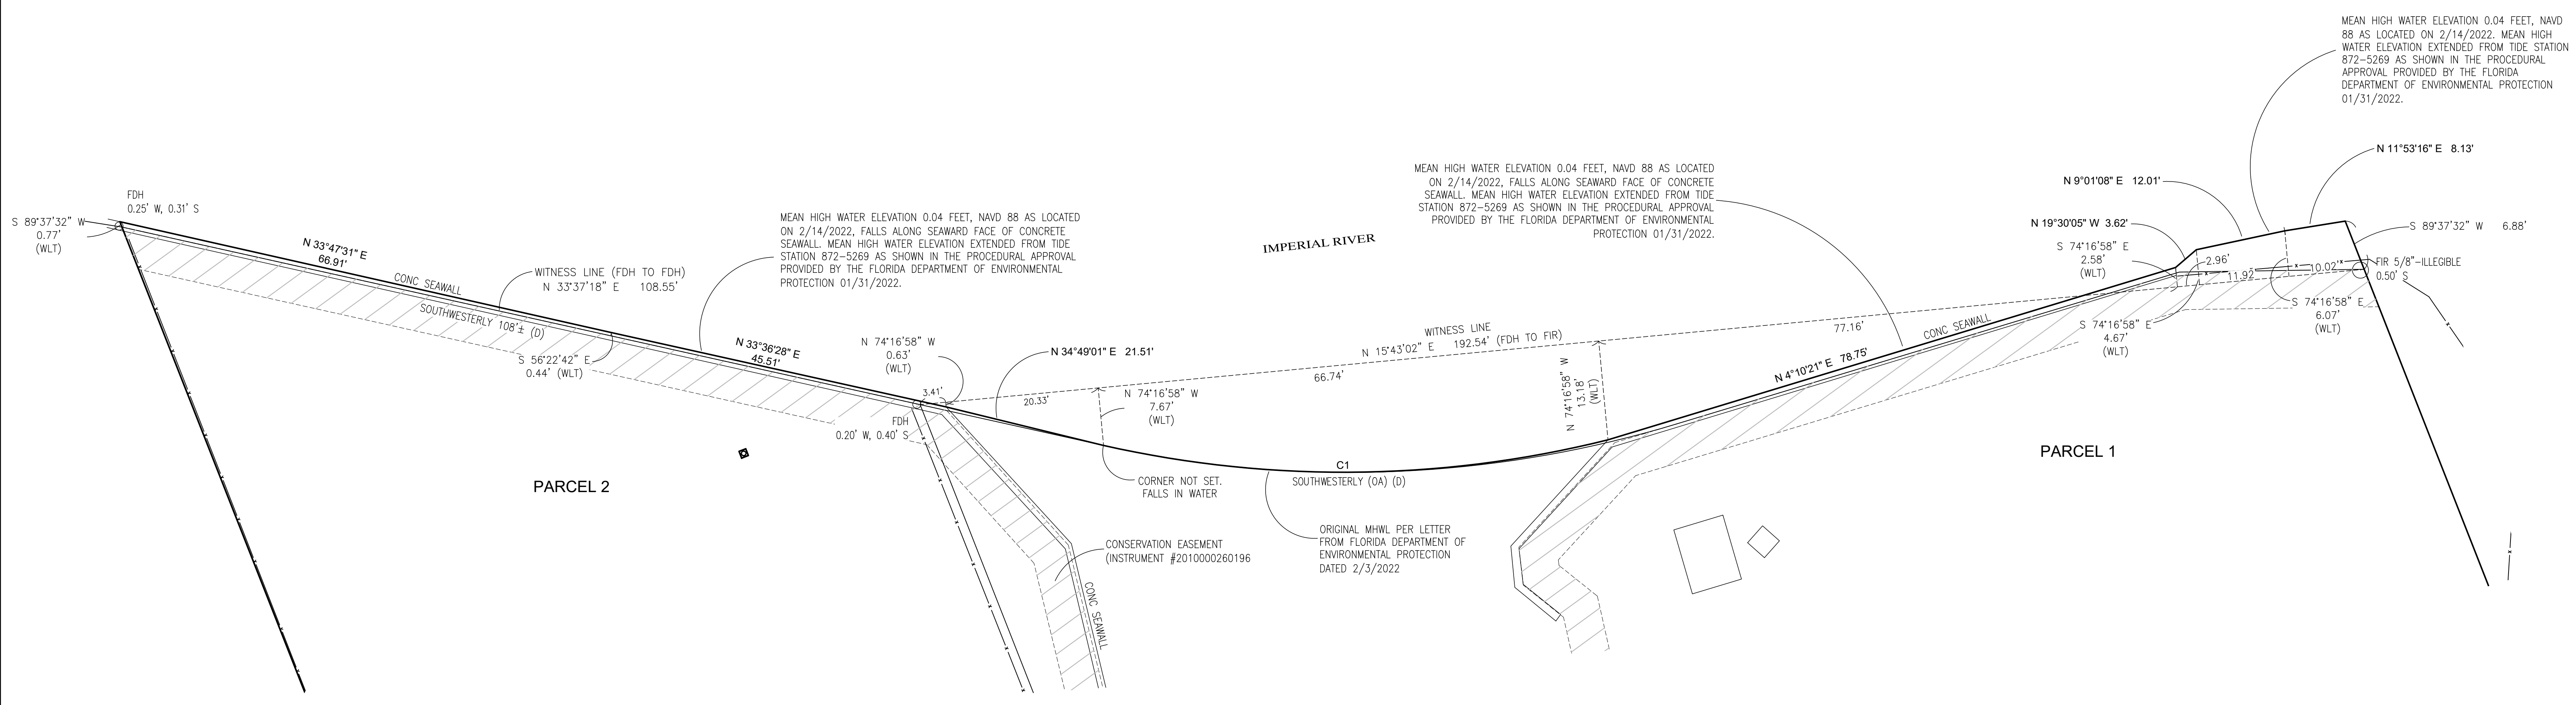 MEAN HIGH WATER ELEVATION 0.04 FEET, NAVD
88 AS LOCATED ON 2/14/2022. MEAN HIGH
WATER ELEVATION EXTENDED FROM TIDE STATION
872-5269 AS SHOWN IN THE PROCEDURAL
APPROVAL PROVIDED BY THE FLORIDA
DEPARTMENT OF ENVIRONMENTAL PROTECTION
01/31/2022.
N 11°53'16" E 8.13'
MEAN HIGH WATER ELEVATION 0.04 FEET, NAVD 88 AS LOCATED
ON 2/14/2022, FALLS ALONG SEAWARD FACE OF CONCRETE
SEAWALL. MEAN HIGH WATER ELEVATION EXTENDED FROM TIDE
STATION 872-5269 AS SHOWN IN THE PROCEDURAL APPROVAL
PROVIDED BY THE FLORIDA DEPARTMENT OF ENVIRONMENTAL
PROTECTION 01/31/2022.
N 9°01'08" E 12.01'
N 19°30'05" W 3.62'
S 89°37'32" W 6.88'
S 74°16'58" E
2.58'
(WLT)
2.96'
11.92'
10.02'
FIR 5/8"-ILLEGIBLE
0.50' S
S 74°16'58" E
6.07'
(WLT)
S 74°16'58" E
4.67'
(WLT)
FDH
0.25' W, 0.31' S
S 89°37'32" W
0.77'
(WLT)
MEAN HIGH WATER ELEVATION 0.04 FEET, NAVD 88 AS LOCATED
ON 2/14/2022, FALLS ALONG SEAWARD FACE OF CONCRETE
SEAWALL. MEAN HIGH WATER ELEVATION EXTENDED FROM TIDE
STATION 872-5269 AS SHOWN IN THE PROCEDURAL APPROVAL
PROVIDED BY THE FLORIDA DEPARTMENT OF ENVIRONMENTAL
PROTECTION 01/31/2022.
IMPERIAL RIVER
N 33°47'31" E
66.91'
CONC SEAWALL
WITNESS LINE (FDH TO FDH)
N 33°37'18" E 108.55'
SOUTHWESTERLY 108'± (D)
S 56°22'42" E
0.44' (WLT)
N 33°36'28" E
45.51'
N 74°16'58" W
0.63'
(WLT)
N 34°49'01" E 21.51'
3.41'
20.33'
N 74°16'58" W
7.67'
(WLT)
66.74'
WITNESS LINE
N 15°43'02" E 192.54' (FDH TO FIR)
77.16'
CONC SEAWALL
N 74°16'58" W
13.18'
(WLT)
N 4°10'21" E 78.75'
FDH
0.20' W, 0.40' S
PARCEL 1
PARCEL 2
C1
SOUTHWESTERLY (OA) (D)
CORNER NOT SET.
FALLS IN WATER
ORIGINAL MHWL PER LETTER
FROM FLORIDA DEPARTMENT OF
ENVIRONMENTAL PROTECTION
DATED 2/3/2022
CONSERVATION EASEMENT
(INSTRUMENT #2010000260196
CONC SEAWALL